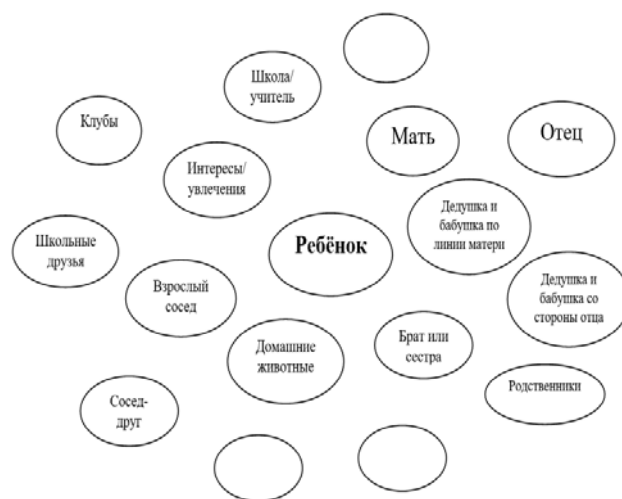 Школа/
учитель
Клубы
Мать
Отец
Интересы/
увлечения
Дедушка и
бабушка по
линии матери
Школьные
друзья
Ребёнок
Взрослый
сосед
Дедушка и
бабушка со
стороны отца
Домашние
животные
Брат или
сестра
Родственники
Сосед-
друг